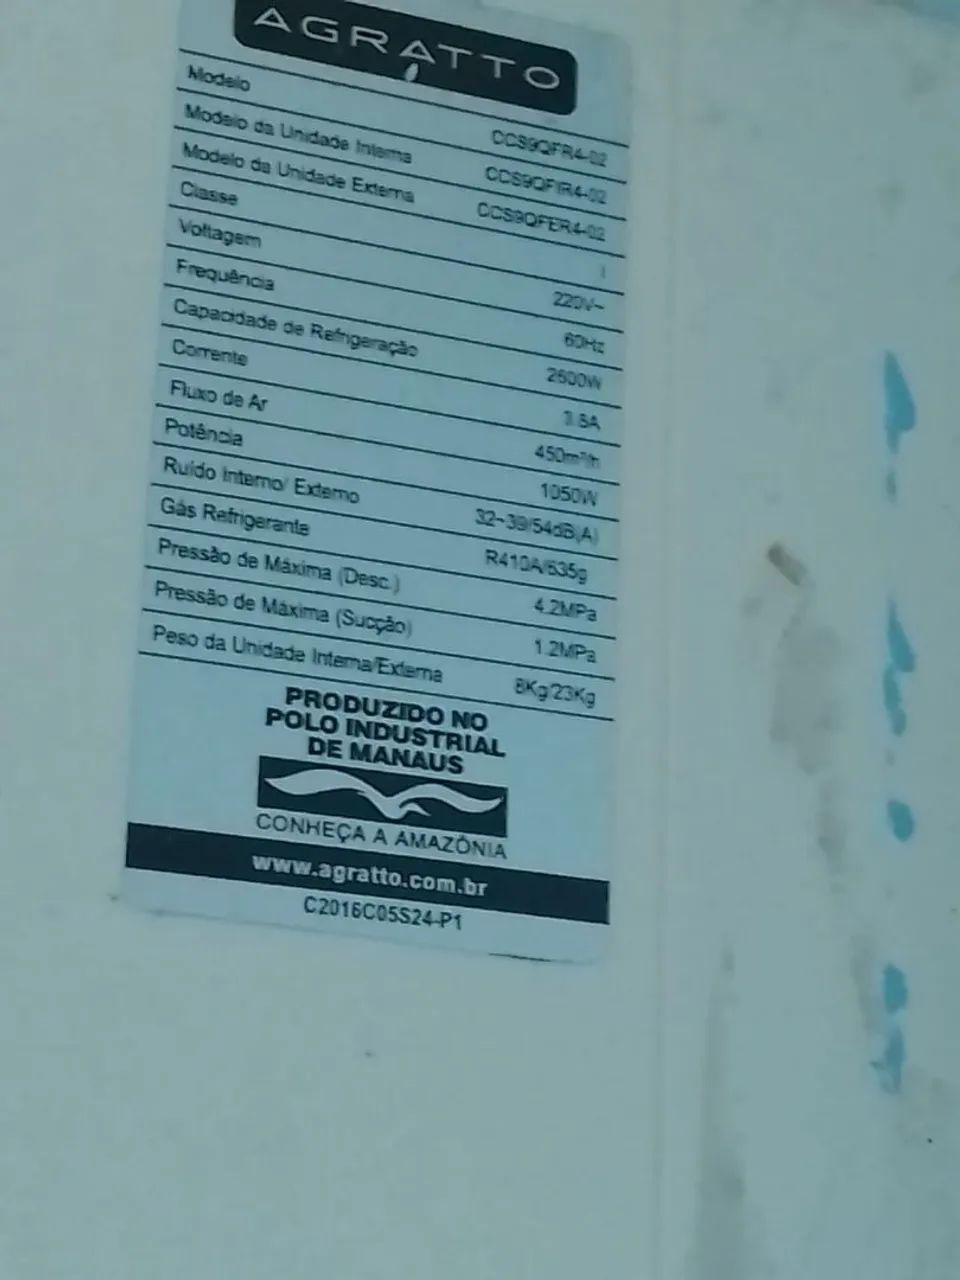 AGRATTO
Modelo CCS9QFR4-02
Modelo da Unidade Interna CCS9QFIR4-02
Modelo da Unidade Externa CCS9QFER4-02
Classe I
Voltagem 220V~
Frequência 60Hz
Capacidade de Refrigeração 2600W
Corrente
Fluxo de Ar 450m³/h
Potência 1050W
Ruído Interno/ Externo 32~39/54dB(A)
Gás Refrigerante R410A/535g
Pressão de Máxima (Desc.) 4.2MPa
Pressão de Máxima (Sucção) 1.2MPa
Peso da Unidade Interna/Externa 8Kg/23Kg
PRODUZIDO NO
POLO INDUSTRIAL
DE MANAUS
CONHEÇA A AMAZÔNIA
www.agratto.com.br
C2016C05S24-P1